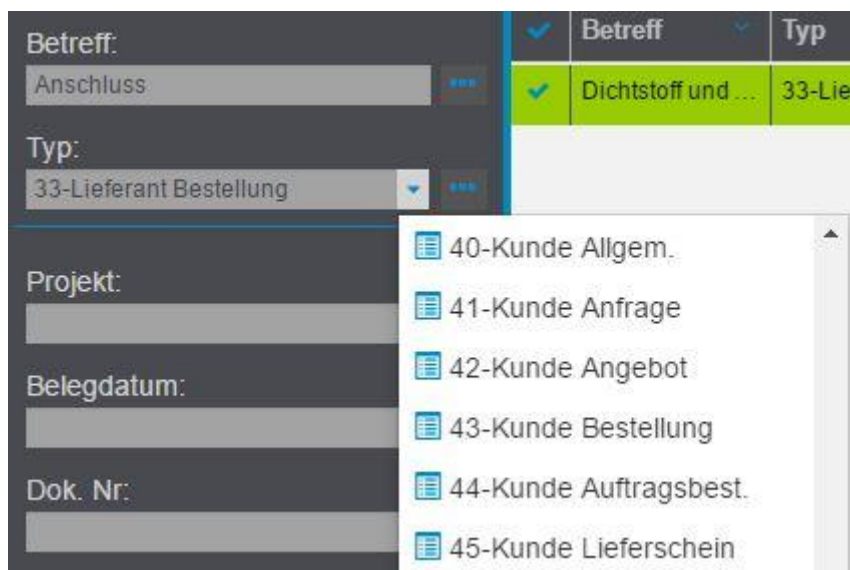 Betreff:
Anschluss
Typ:
33-Lieferant Bestellung
Projekt:
Belegdatum:
Dok. Nr:
Betreff Typ
Dichtstoff und ... 33-Lie
40-Kunde Allgem.
41-Kunde Anfrage
42-Kunde Angebot
43-Kunde Bestellung
44-Kunde Auftragsbest.
45-Kunde Lieferschein